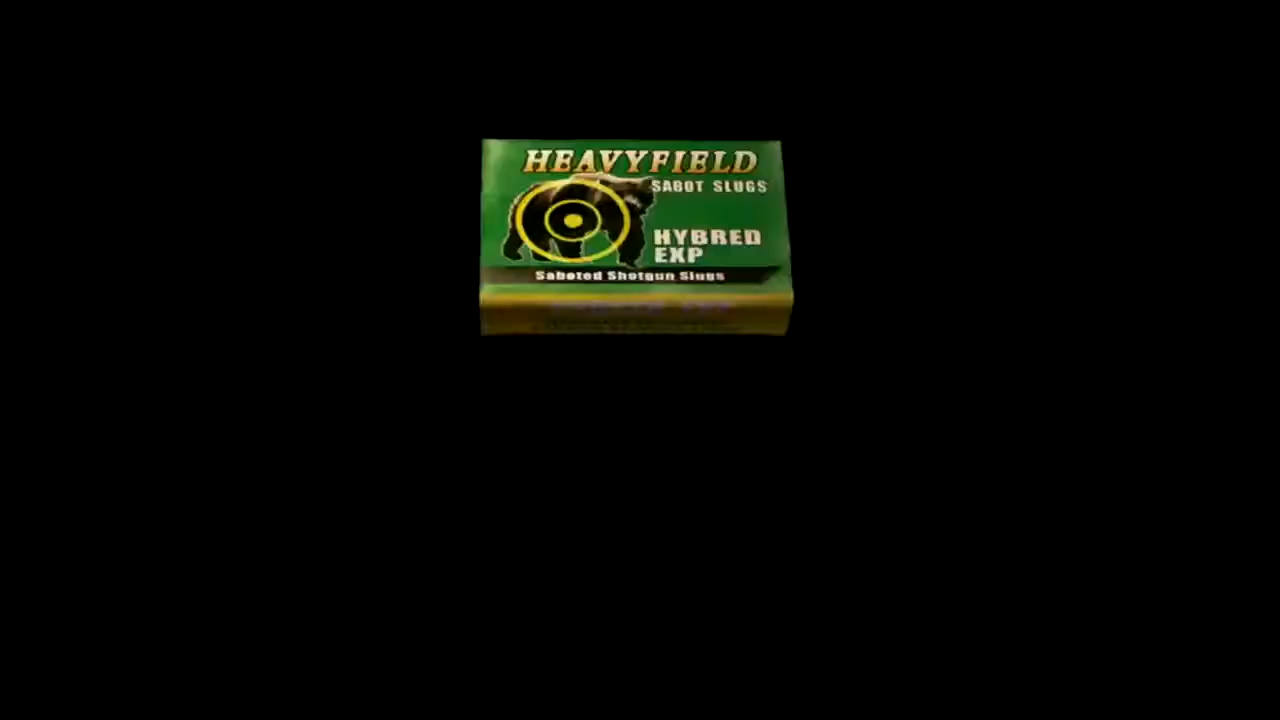 HEAVYFIELD
SABOT SLUGS
HYBRED
EXP
Saboted Shotgun Slugs